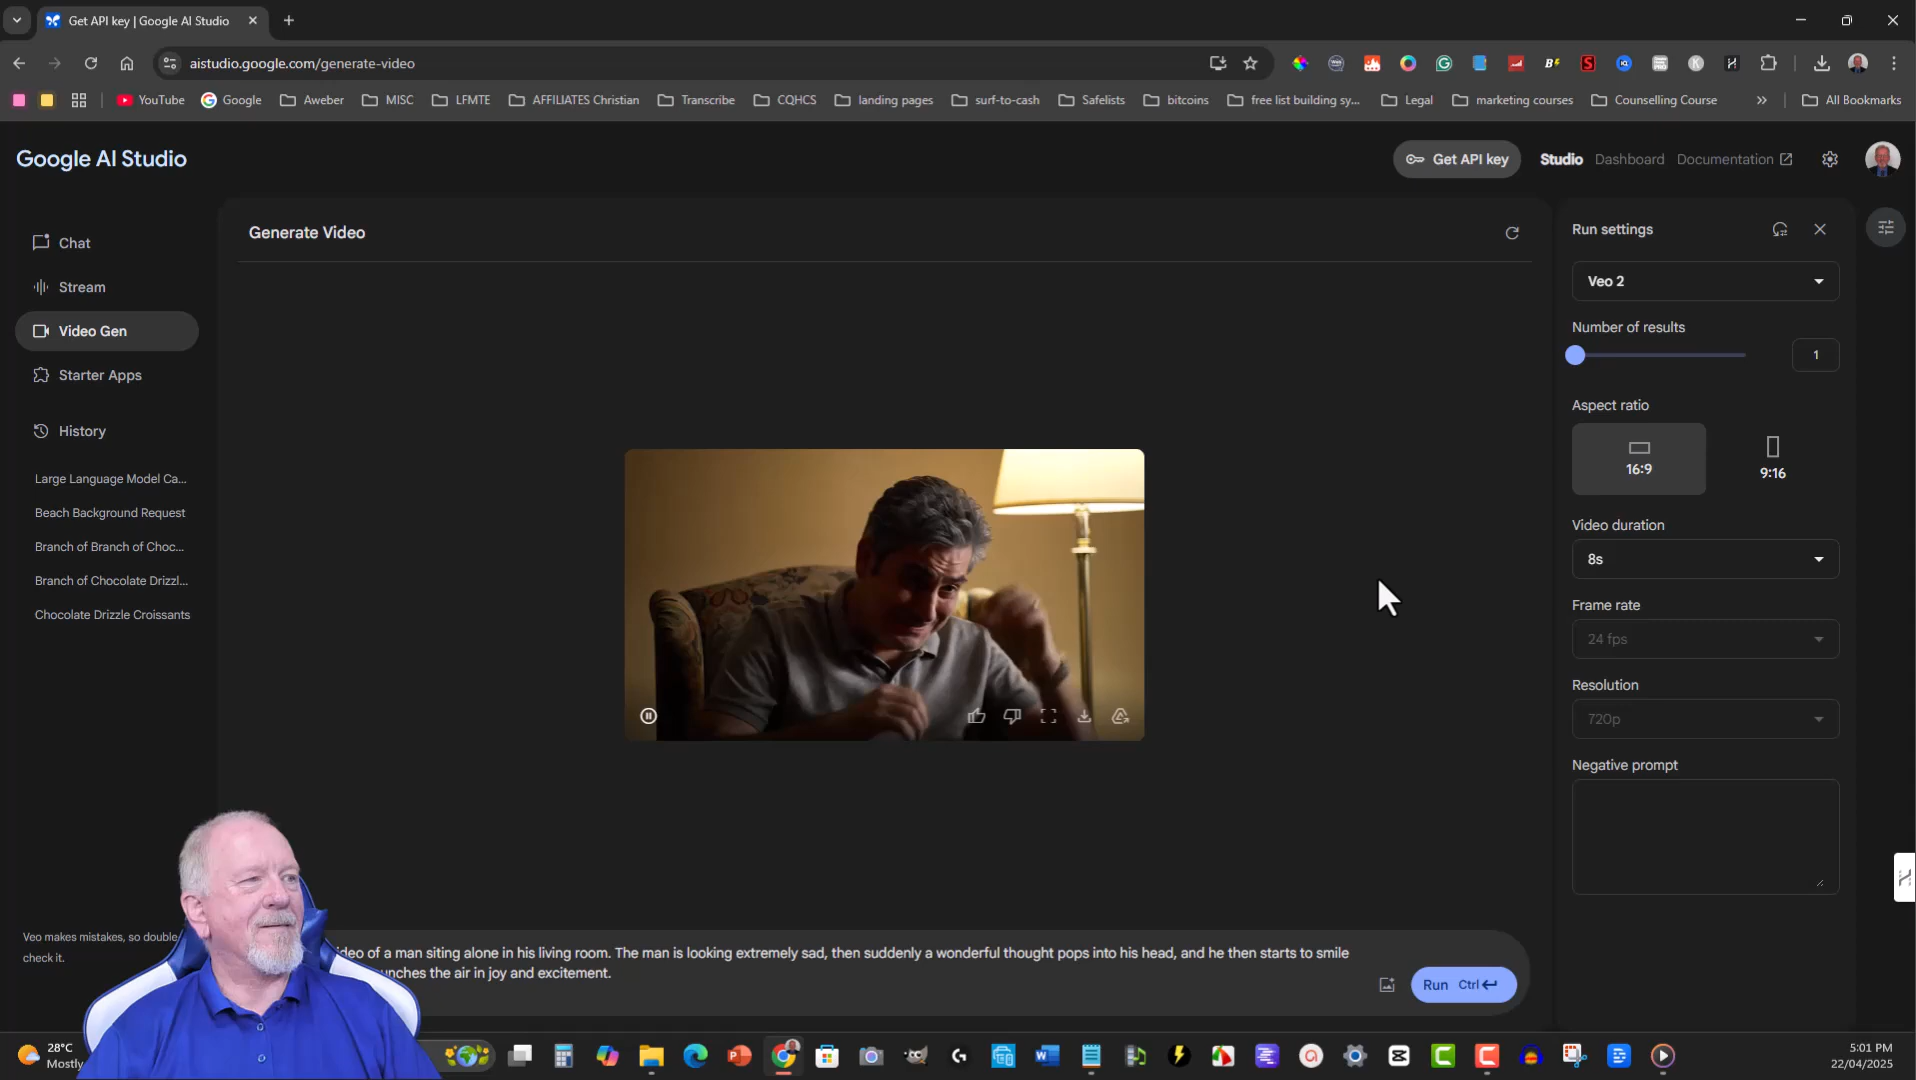 Get API key | Google AI Studio
aistudio.google.com/generate-video
YouTube Google Aweber MISC LFMTE AFFILIATES Christian Transcribe CQHCS landing pages surf-to-cash Safelists bitcoins free list building sy... Legal marketing courses Counselling Course All Bookmarks
Google AI Studio
Get API key Studio Dashboard Documentation
Chat
Stream
Video Gen
Starter Apps
History
Large Language Model Ca...
Beach Background Request
Branch of Branch of Choc...
Branch of Chocolate Drizzl...
Chocolate Drizzle Croissants
Veo makes mistakes, so double
check it.
Generate Video
Run settings
Veo 2
Number of results
1
Aspect ratio
16:9
9:16
Video duration
8s
Frame rate
24 fps
Resolution
720p
Negative prompt
ideo of a man siting alone in his living room. The man is looking extremely sad, then suddenly a wonderful thought pops into his head, and he then starts to smile
unches the air in joy and excitement.
Run Ctrl
28°C
Mostly
5:01 PM
22/04/2025